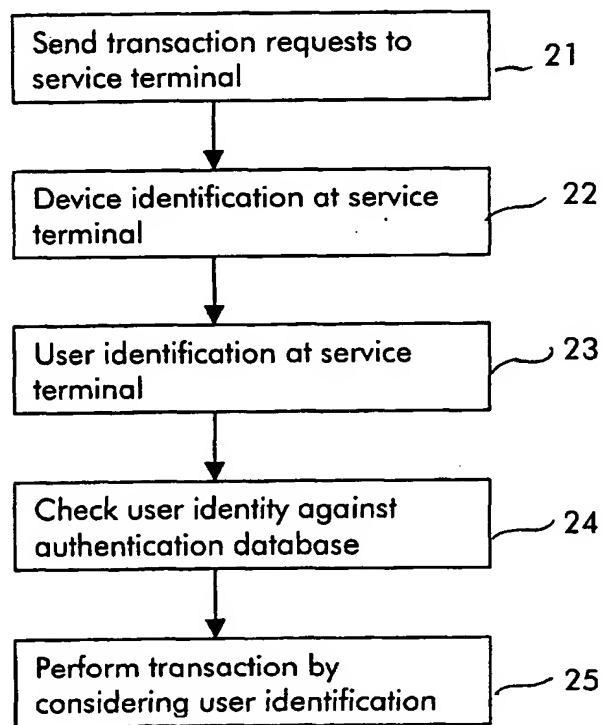 Send transaction requests to
service terminal
21
Device identification at service
terminal
22
User identification at service
terminal
23
Check user identity against
authentication database
24
Perform transaction by
considering user identification
25